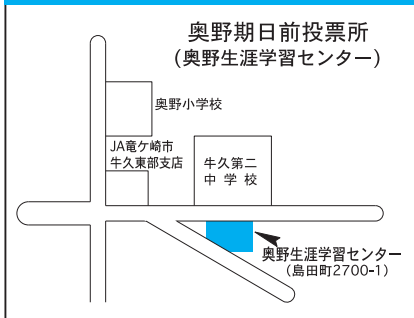 奥野期日前投票所
(奥野生涯学習センター)
奥野小学校
JA竜ケ崎市
牛久東部支店
牛久第二
中学校
奥野生涯学習センター
(島田町2700-1)